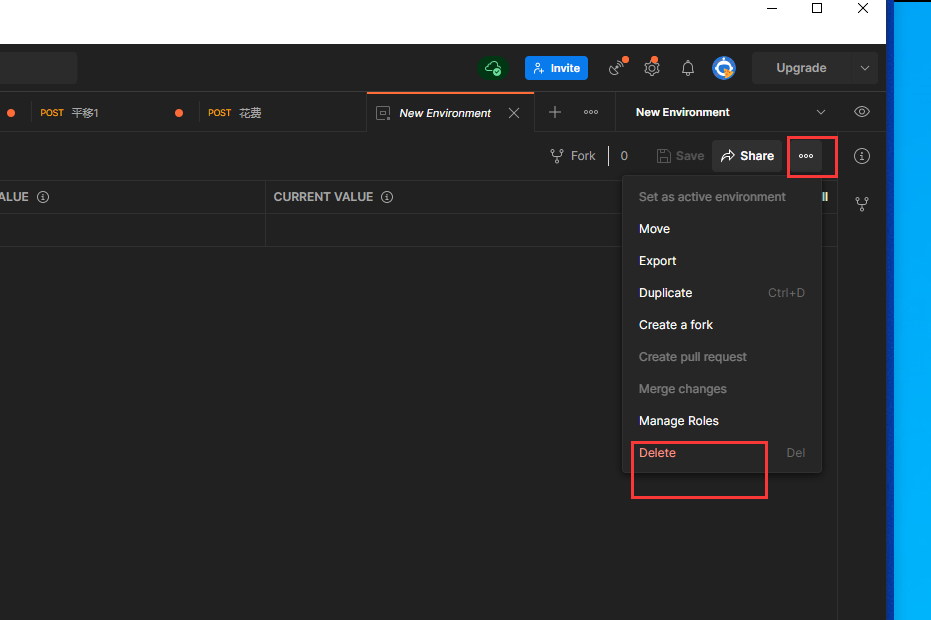 Invite
Upgrade
POST 平移1
POST 花费
New Environment
New Environment
Fork
0
Save
Share
ALUE
CURRENT VALUE
ll
Set as active environment
Move
Export
Duplicate Ctrl+D
Create a fork
Create pull request
Merge changes
Manage Roles
Delete Del